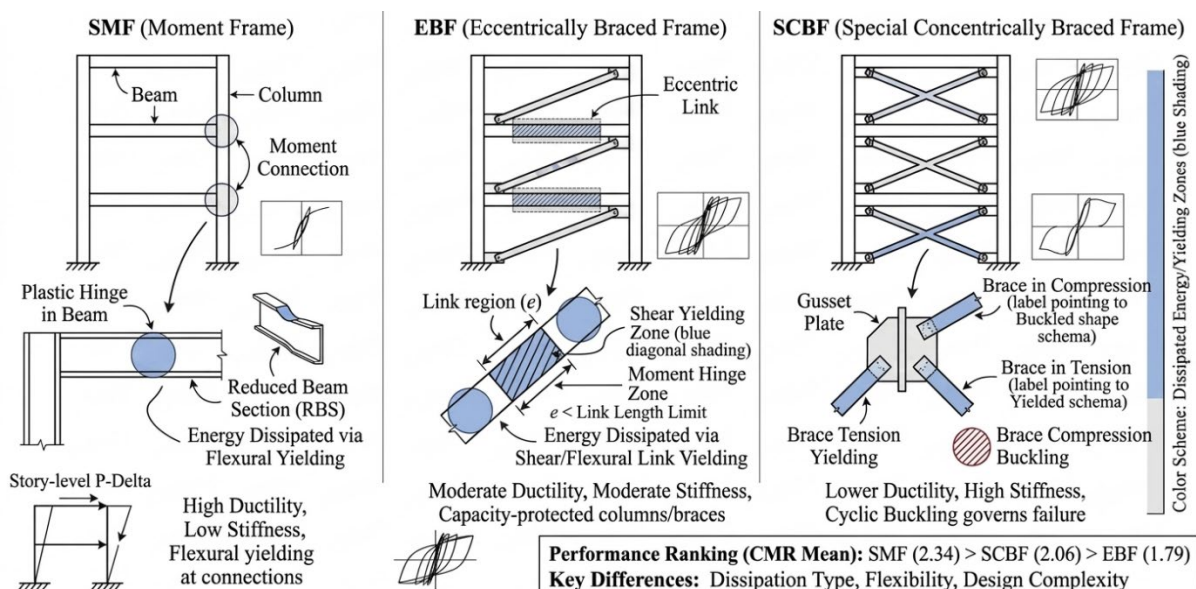 SMF (Moment Frame)
Beam
Column
Moment
Connection
Plastic Hinge
in Beam
Reduced Beam
Section (RBS)
Energy Dissipated via
Flexural Yielding
Story-level P-Delta
High Ductility,
Low Stiffness,
Flexural yielding
at connections
EBF (Eccentrically Braced Frame)
Eccentric
Link
Link region (e)
Shear Yielding
Zone (blue
diagonal shading)
Moment Hinge
Zone
e < Link Length Limit
Energy Dissipated via
Shear/Flexural Link Yielding
Moderate Ductility, Moderate Stiffness,
Capacity-protected columns/braces
SCBF (Special Concentrically Braced Frame)
Gusset
Plate
Brace in Compression
(label pointing to
Buckled shape
schema)
Brace in Tension
(label pointing to
Yielded schema)
Brace Tension
Yielding
Brace Compression
Buckling
Lower Ductility, High Stiffness,
Cyclic Buckling governs failure
Color Scheme: Dissipated Energy/Yielding Zones (blue Shading)
Performance Ranking (CMR Mean): SMF (2.34) > SCBF (2.06) > EBF (1.79)
Key Differences: Dissipation Type, Flexibility, Design Complexity